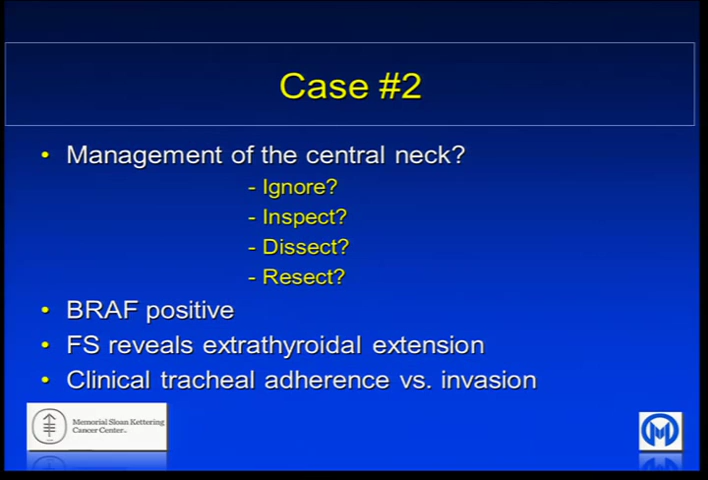 Case #2
• Management of the central neck?
- Ignore?
- Inspect?
- Dissect?
- Resect?
• BRAF positive
• FS reveals extrathyroidal extension
• Clinical tracheal adherence vs. invasion
Memorial Sloan Kettering
Cancer Center